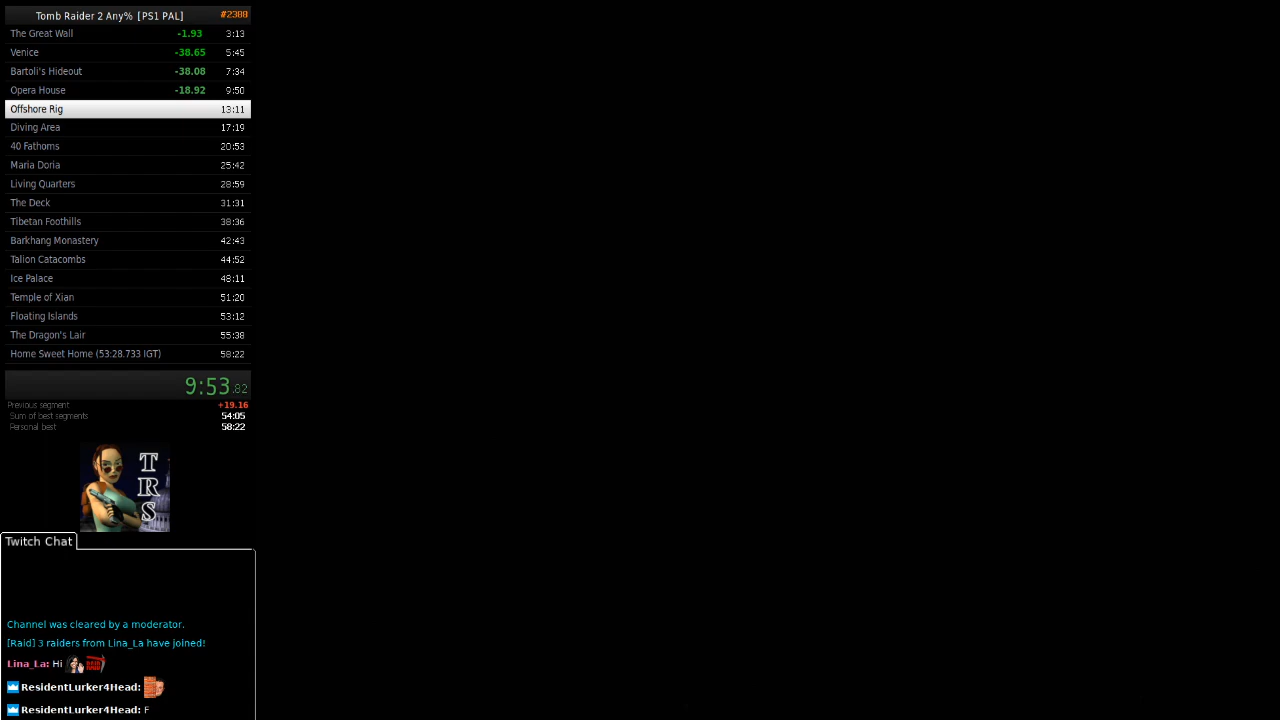 Tomb Raider 2 Any% [PS1 PAL] #2388
The Great Wall -1.93 3:13
Venice -38.65 5:45
Bartoli's Hideout -38.08 7:34
Opera House -18.92 9:50
Offshore Rig 13:11
Diving Area 17:19
40 Fathoms 20:53
Maria Doria 25:42
Living Quarters 28:59
The Deck 31:31
Tibetan Foothills 38:36
Barkhang Monastery 42:43
Talion Catacombs 44:52
Ice Palace 48:11
Temple of Xian 51:20
Floating Islands 53:12
The Dragon's Lair 55:38
Home Sweet Home (53:28.733 IGT) 58:22
9:53.82
Previous segment +19.16
Sum of best segments 54:05
Personal best 58:22
T
R
S
Twitch Chat
Channel was cleared by a moderator.
[Raid] 3 raiders from Lina_La have joined!
Lina_La: Hi
ResidentLurker4Head:
ResidentLurker4Head: F